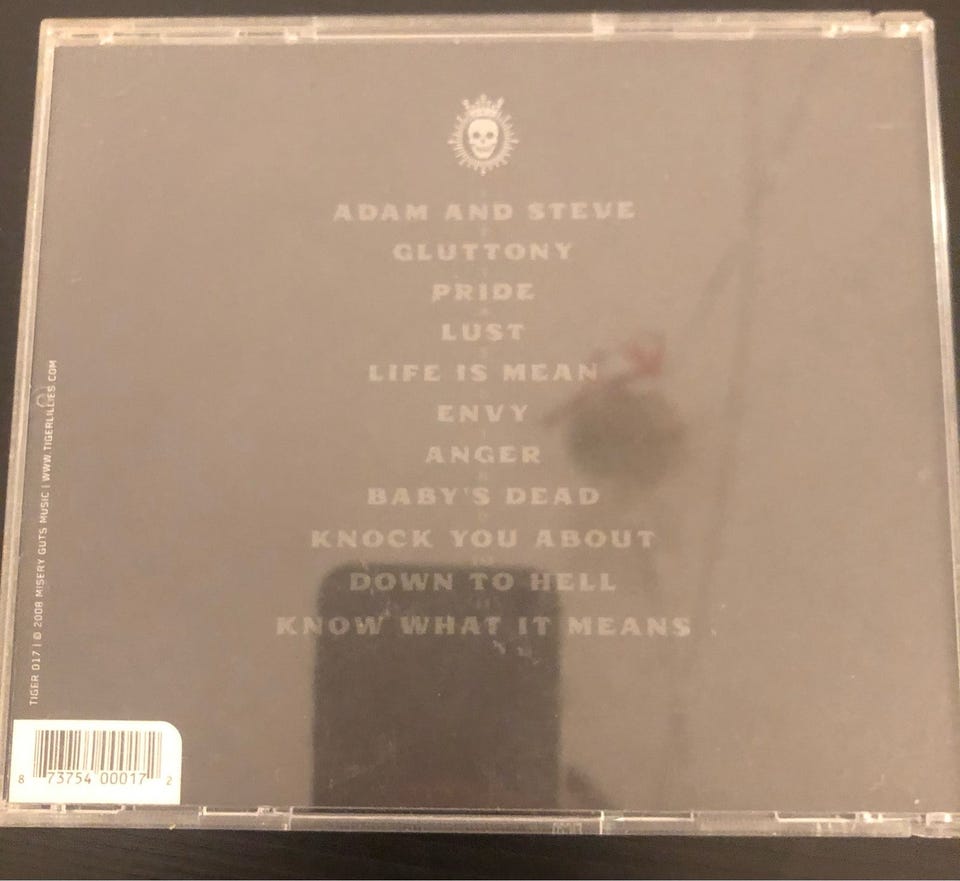 ADAM AND STEVE
GLUTTONY
PRIDE
LUST
LIFE IS MEAN
ENVY
ANGER
BABY'S DEAD
KNOCK YOU ABOUT
DOWN TO HELL
KNOW WHAT IT MEANS
TIGER 017 | © 2008 MISERY GUTS MUSIC | WWW.TIGERLILLIES.COM
8 73754 00017 2